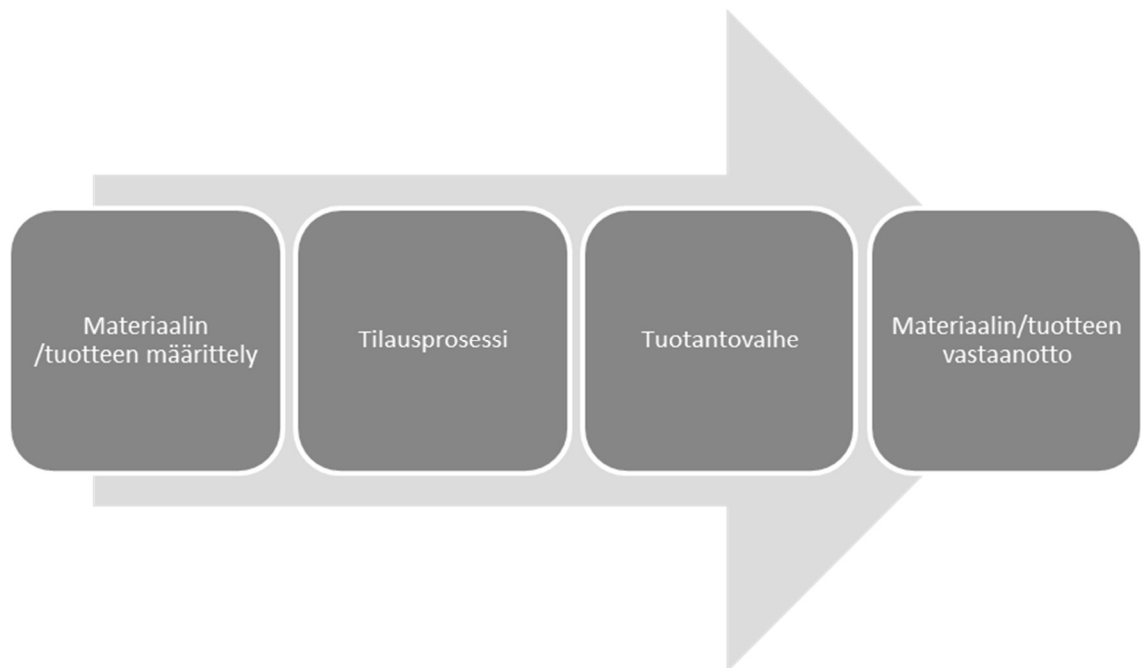 Materiaalin
/tuotteen määrittely
Tilausprosessi
Tuotantovaihe
Materiaalin/tuotteen
vastaanotto